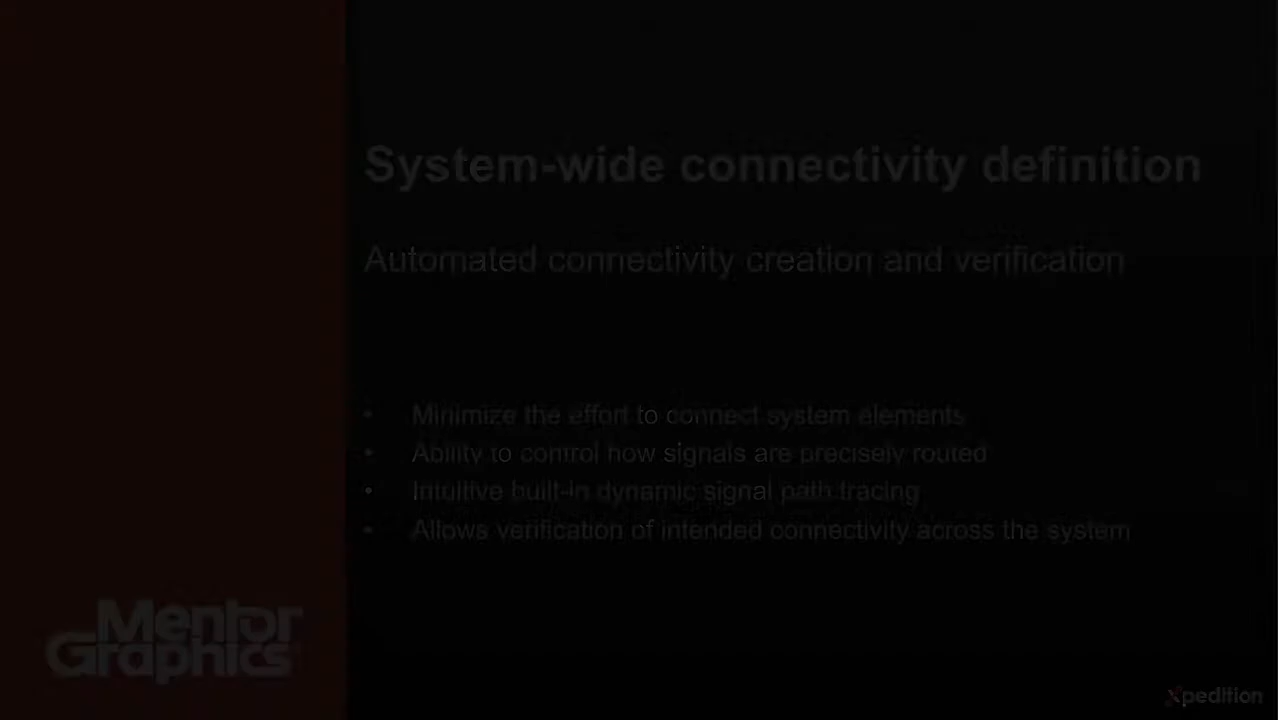 System-wide connectivity definition
Automated connectivity creation and verification
• Minimize the effort to connect system elements
• Ability to control how signals are precisely routed
• Intuitive built-in dynamic signal path tracing
• Allows verification of intended connectivity across the system
Mentor
Graphics
Xpedition